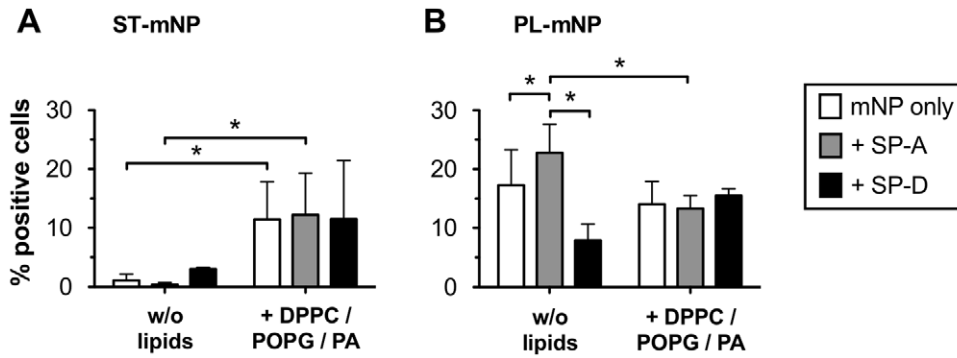 A ST-mNP
B PL-mNP
% positive cells
30
20
10
0
*
*
w/o
lipids
+ DPPC /
POPG / PA
30
20
10
0
*
*
*
w/o
lipids
+ DPPC /
POPG / PA
mNP only
+ SP-A
+ SP-D